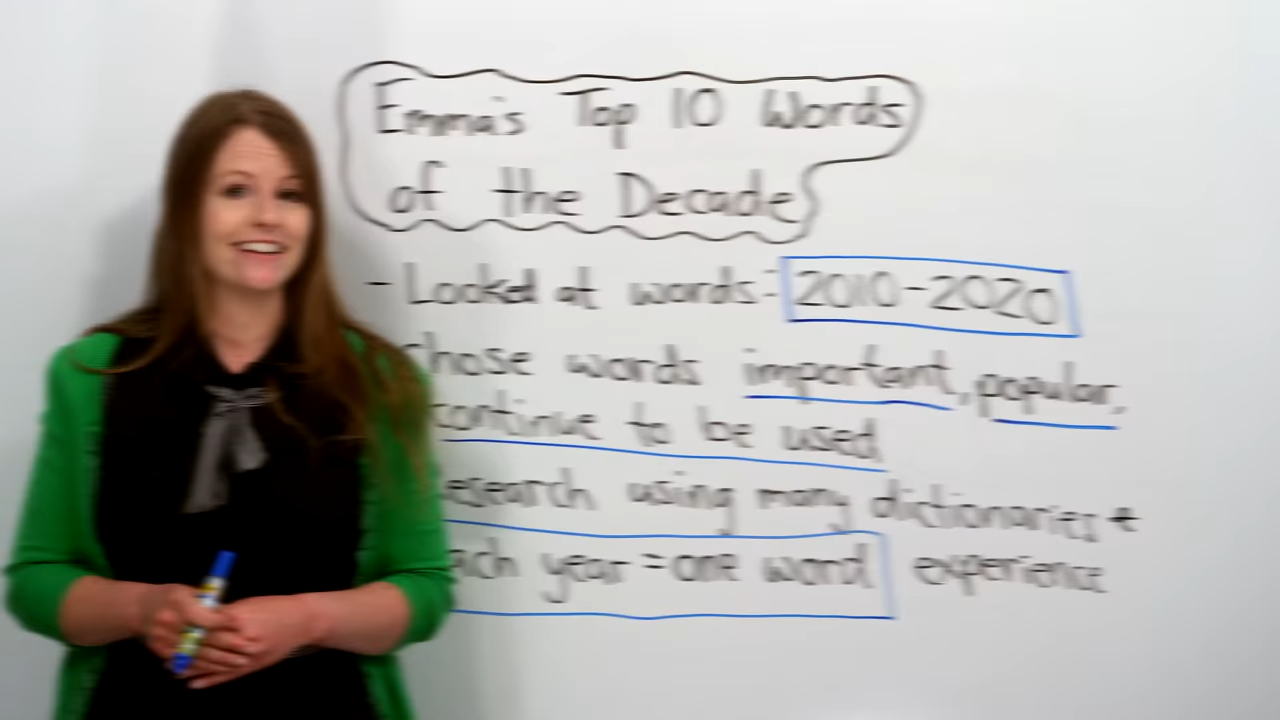 Emma's Top 10 Words
of the Decade
- Looked at words: 2010-2020
hose words important, popular,
continue to be used
esearch using many dictionaries +
ach year = one word experience